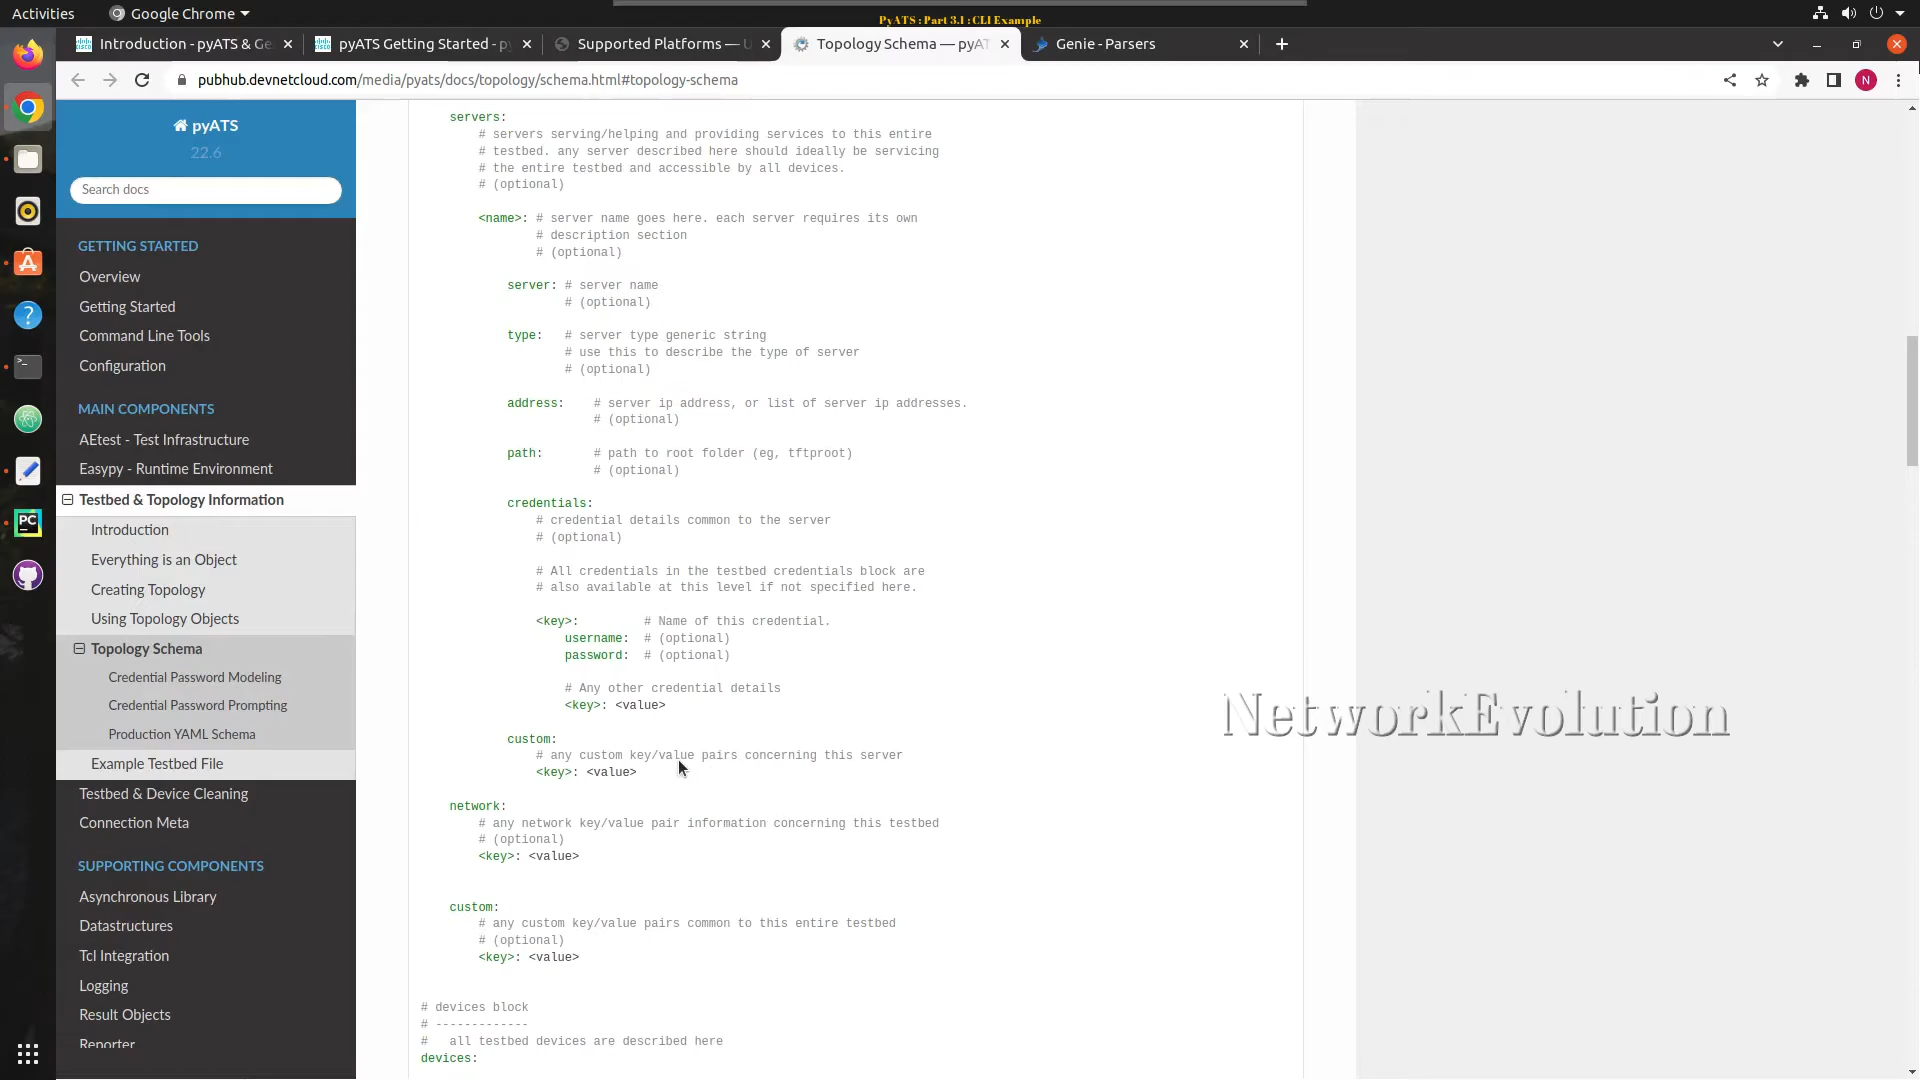 Activities
Google Chrome
PyATS : Part 3.1 : CLI Example
Introduction - pyATS & Ge
pyATS Getting Started - p
Supported Platforms — U
Topology Schema — pyAT
Genie - Parsers
pubhub.devnetcloud.com/media/pyats/docs/topology/schema.html#topology-schema
N
pyATS
22.6
Search docs
GETTING STARTED
Overview
Getting Started
Command Line Tools
Configuration
MAIN COMPONENTS
AEtest - Test Infrastructure
Easypy - Runtime Environment
Testbed & Topology Information
Introduction
Everything is an Object
Creating Topology
Using Topology Objects
Topology Schema
Credential Password Modeling
Credential Password Prompting
Production YAML Schema
Example Testbed File
Testbed & Device Cleaning
Connection Meta
SUPPORTING COMPONENTS
Asynchronous Library
Datastructures
Tcl Integration
Logging
Result Objects
Reporter
servers:
# servers serving/helping and providing services to this entire
# testbed. any server described here should ideally be servicing
# the entire testbed and accessible by all devices.
# (optional)
<name>: # server name goes here. each server requires its own
# description section
# (optional)
server: # server name
# (optional)
type: # server type generic string
# use this to describe the type of server
# (optional)
address: # server ip address, or list of server ip addresses.
# (optional)
path: # path to root folder (eg, tftproot)
# (optional)
credentials:
# credential details common to the server
# (optional)
# All credentials in the testbed credentials block are
# also available at this level if not specified here.
<key>: # Name of this credential.
username: # (optional)
password: # (optional)
# Any other credential details
<key>: <value>
custom:
# any custom key/value pairs concerning this server
<key>: <value>
network:
# any network key/value pair information concerning this testbed
# (optional)
<key>: <value>
custom:
# any custom key/value pairs common to this entire testbed
# (optional)
<key>: <value>
# devices block
# -------------
# all testbed devices are described here
devices:
NetworkEvolution
PC